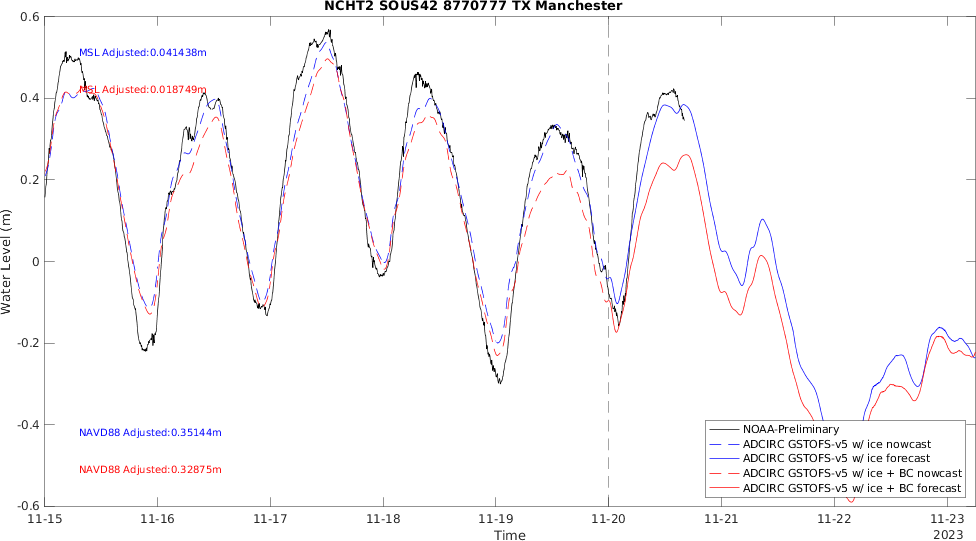 NCHT2 SOUS42 8770777 TX Manchester
0.6
0.4
0.2
0
-0.2
-0.4
-0.6
Water Level (m)
MSL Adjusted:0.041438m
MSL Adjusted:0.018749m
NAVD88 Adjusted:0.35144m
NAVD88 Adjusted:0.32875m
NOAA-Preliminary
ADCIRC GSTOFS-v5 w/ ice nowcast
ADCIRC GSTOFS-v5 w/ ice forecast
ADCIRC GSTOFS-v5 w/ ice + BC nowcast
ADCIRC GSTOFS-v5 w/ ice + BC forecast
11-15 11-16 11-17 11-18 11-19 11-20 11-21 11-22 11-23
Time
2023